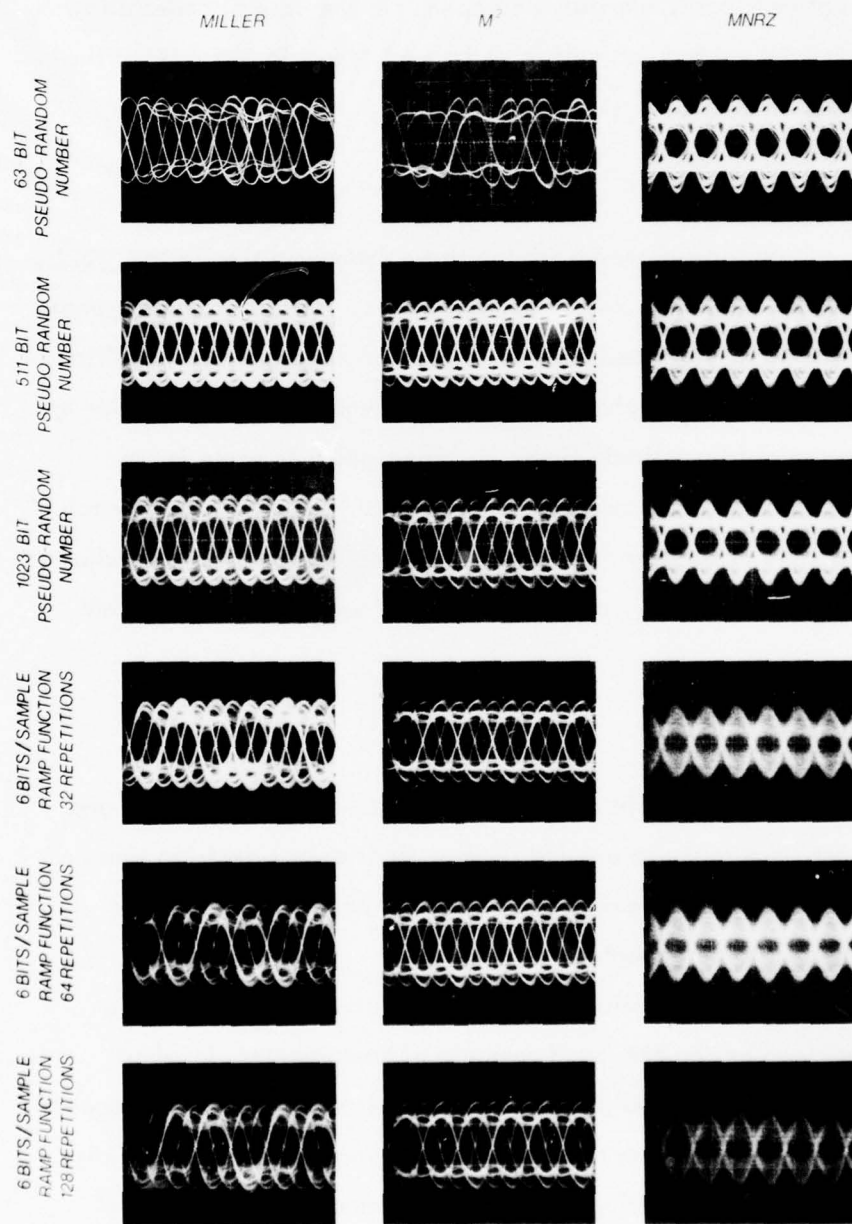 MILLER
M²
MNRZ
63 BIT
PSEUDO RANDOM
NUMBER
511 BIT
PSEUDO RANDOM
NUMBER
1023 BIT
PSEUDO-RANDOM
NUMBER
6 BITS/SAMPLE
RAMP FUNCTION
32 REPETITIONS
6 BITS/SAMPLE
RAMP FUNCTION
64 REPETITIONS
6 BITS/SAMPLE
RAMP FUNCTION
128 REPETITIONS